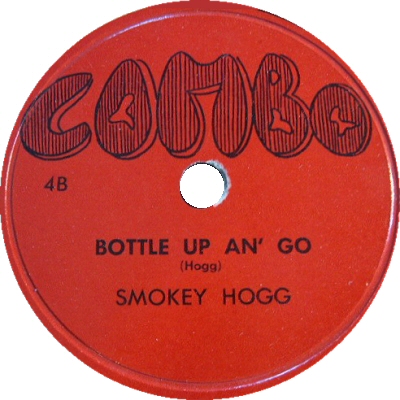 COMBO
4B
BOTTLE UP AN' GO
(Hogg)
SMOKEY HOGG